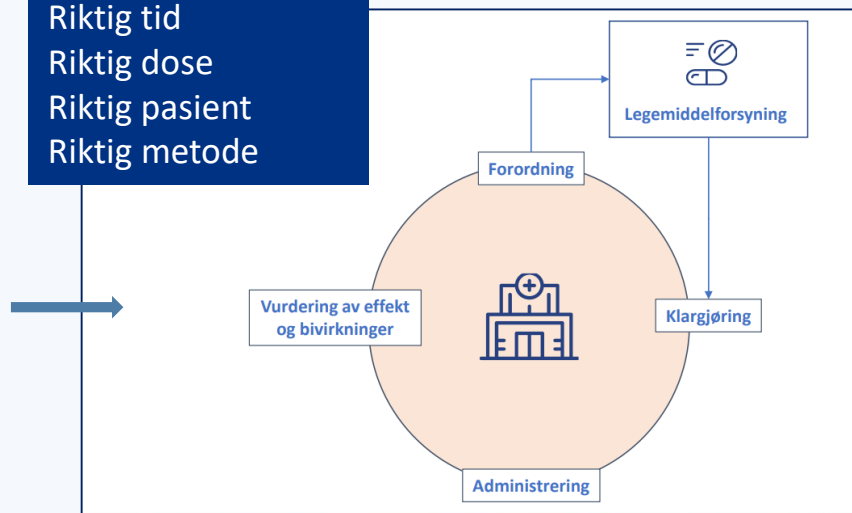 Riktig tid
Riktig dose
Riktig pasient
Riktig metode
Legemiddelforsyning
Forordning
Vurdering av effekt
og bivirkninger
Klargjøring
Administrering